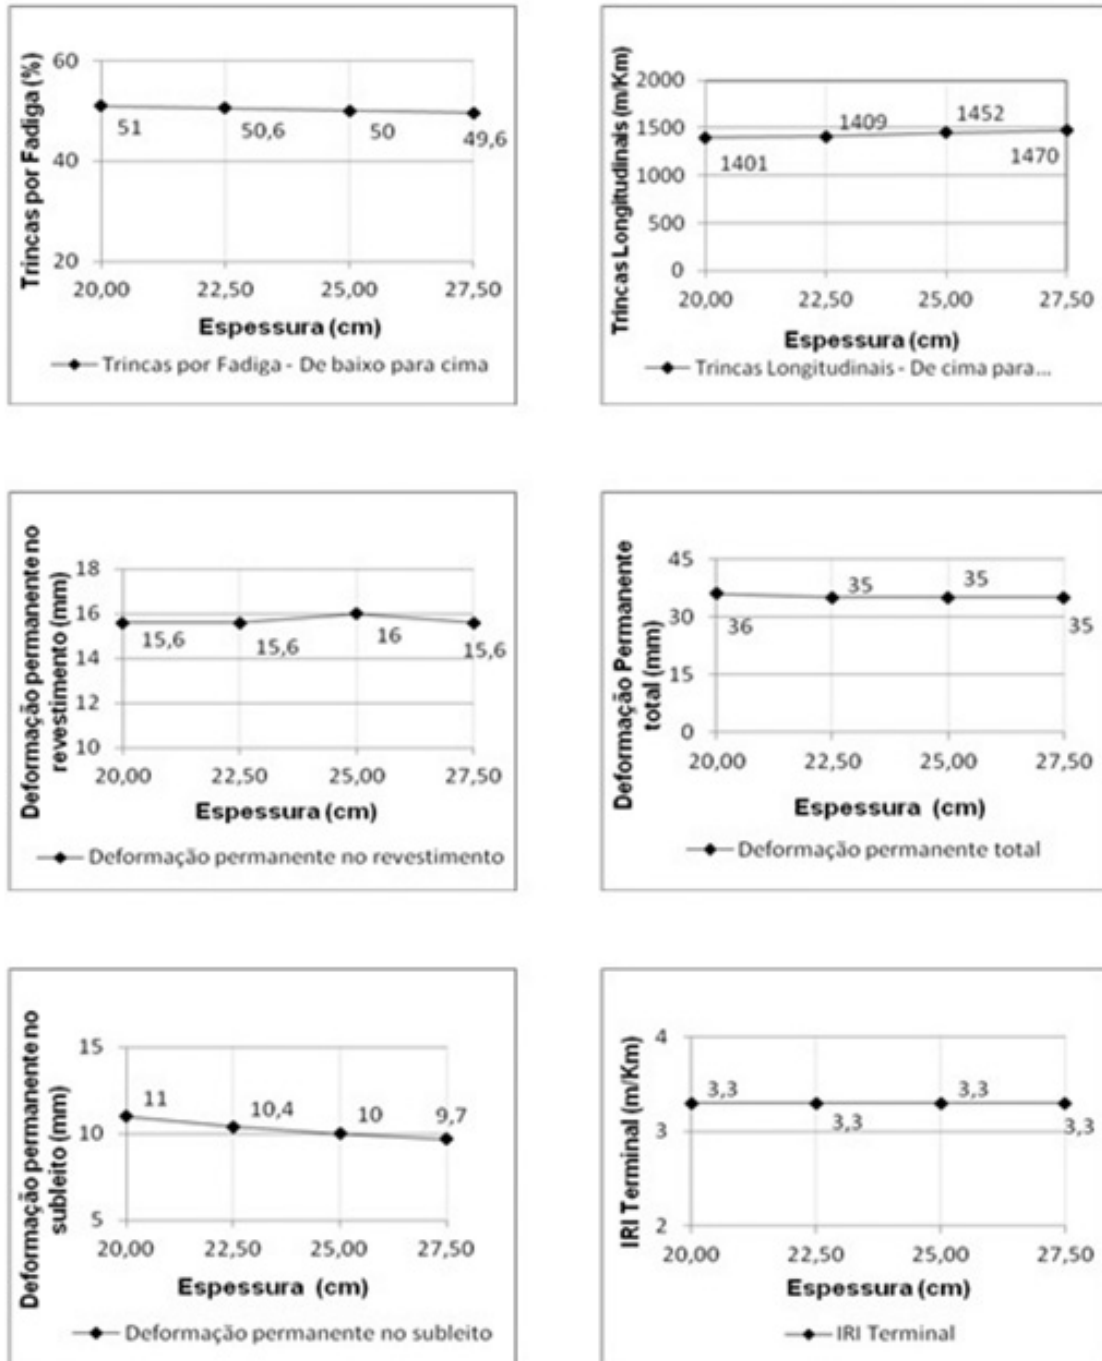 Trincas por Fadiga (%)
60
40
20
51
50,6
50
49,6
20,00 22,50 25,00 27,50
Espessura (cm)
Trincas por Fadiga - De baixo para cima
Trincas Longitudinais (m/Km)
2000
1500
1000
500
0
1401
1409
1452
1470
20,00 22,50 25,00 27,50
Espessura (cm)
Trincas Longitudinais - De cima para...
Deformação permanente no
revestimento (mm)
18
16
14
12
10
15,6
15,6
16
15,6
20,00 22,50 25,00 27,50
Espessura (cm)
Deformação permanente no revestimento
Deformação Permanente
total (mm)
45
30
15
0
36
35
35
35
20,00 22,50 25,00 27,50
Espessura (cm)
Deformação permanente total
Deformação permanente no
subleito (mm)
15
10
5
11
10,4
10
9,7
20,00 22,50 25,00 27,50
Espessura (cm)
Deformação permanente no subleito
IRI Terminal (m/Km)
4
3
2
3,3
3,3
3,3
3,3
20,00 22,50 25,00 27,50
Espessura (cm)
IRI Terminal